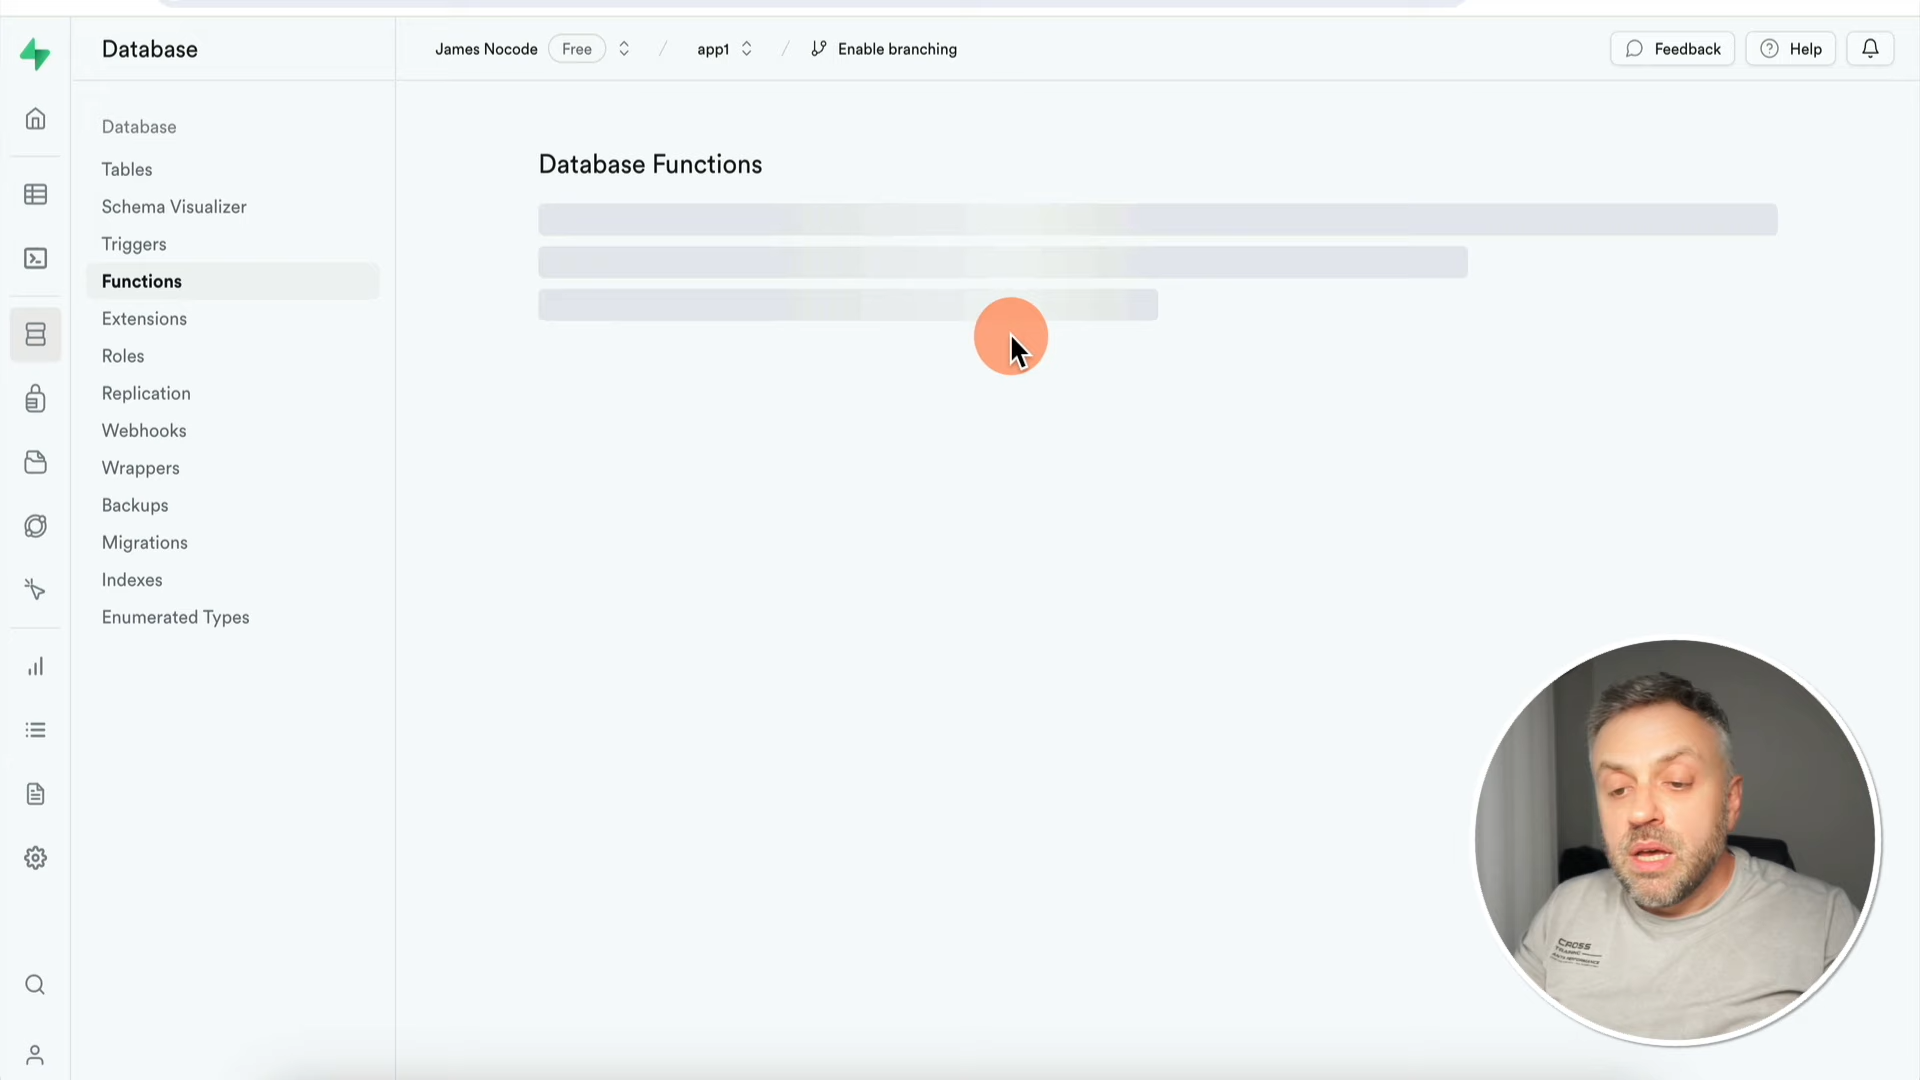 Database
James Nocode
Free
/
app1
/
Enable branching
Feedback
Help
Database
Tables
Schema Visualizer
Triggers
Functions
Extensions
Roles
Replication
Webhooks
Wrappers
Backups
Migrations
Indexes
Enumerated Types
Database Functions
CROSS